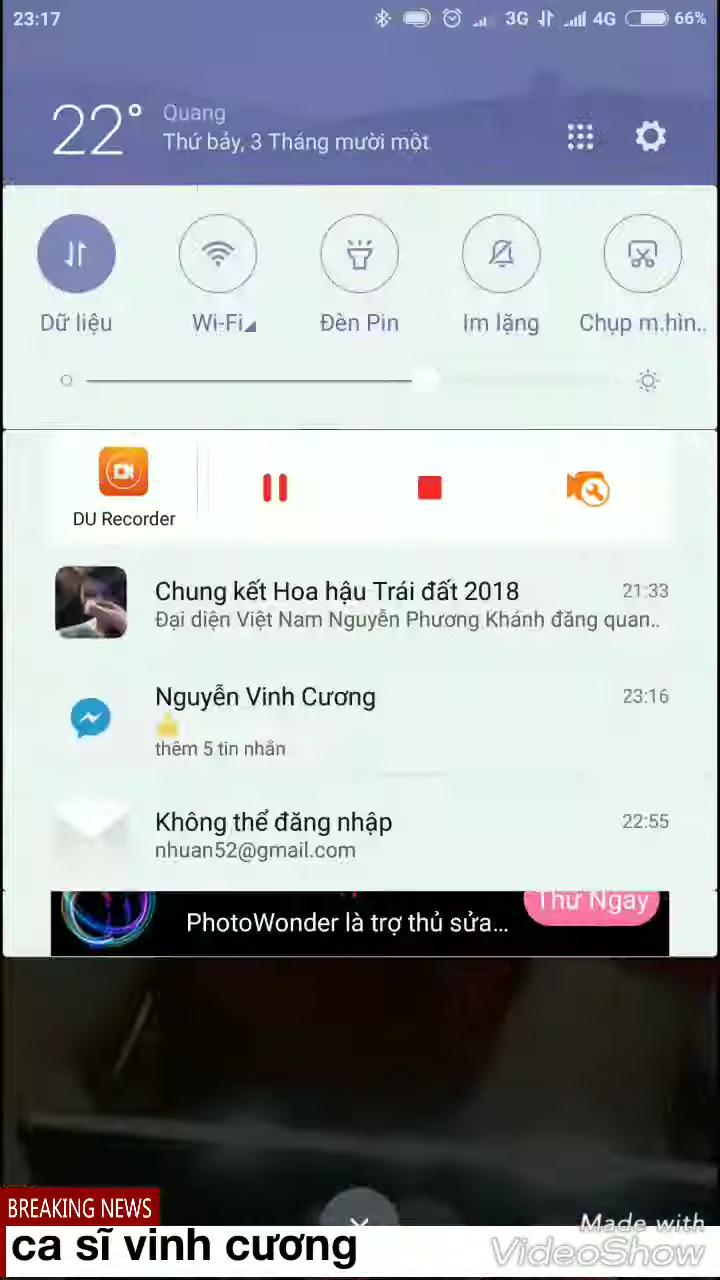 23:17
3G
4G
66%
22°
Quang
Thứ bảy, 3 Tháng mười một
Dữ liệu
Wi-Fi
Đèn Pin
Im lặng
Chụp m.hìn..
DU Recorder
Chung kết Hoa hậu Trái đất 2018
21:33
Đại diện Việt Nam Nguyễn Phương Khánh đăng quan..
Nguyễn Vinh Cương
23:16
thêm 5 tin nhắn
Không thể đăng nhập
22:55
nhuan52@gmail.com
Thử Ngay
PhotoWonder là trợ thủ sửa...
BREAKING NEWS
ca sĩ vinh cương
Made with
VideoShow